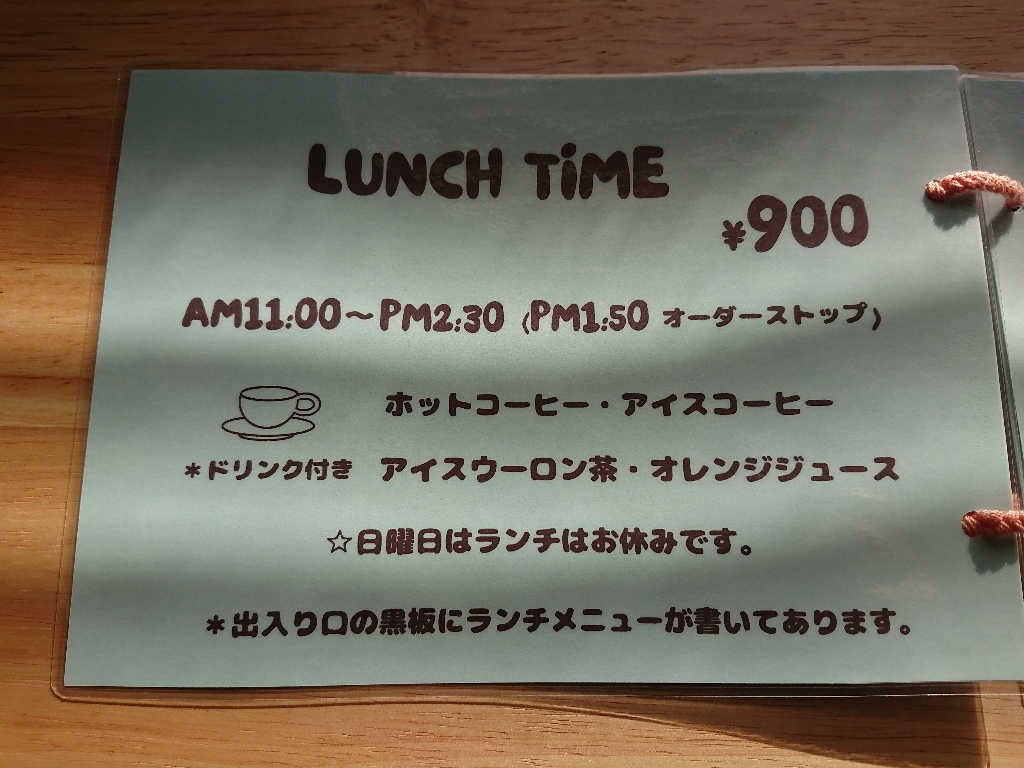 LUNCH TiME
¥900
AM11:00～PM2:30 (PM1:50 オーダーストップ)
ホットコーヒー・アイスコーヒー
＊ドリンク付き アイスウーロン茶・オレンジジュース
☆日曜日はランチはお休みです。
＊出入り口の黒板にランチメニューが書いてあります。